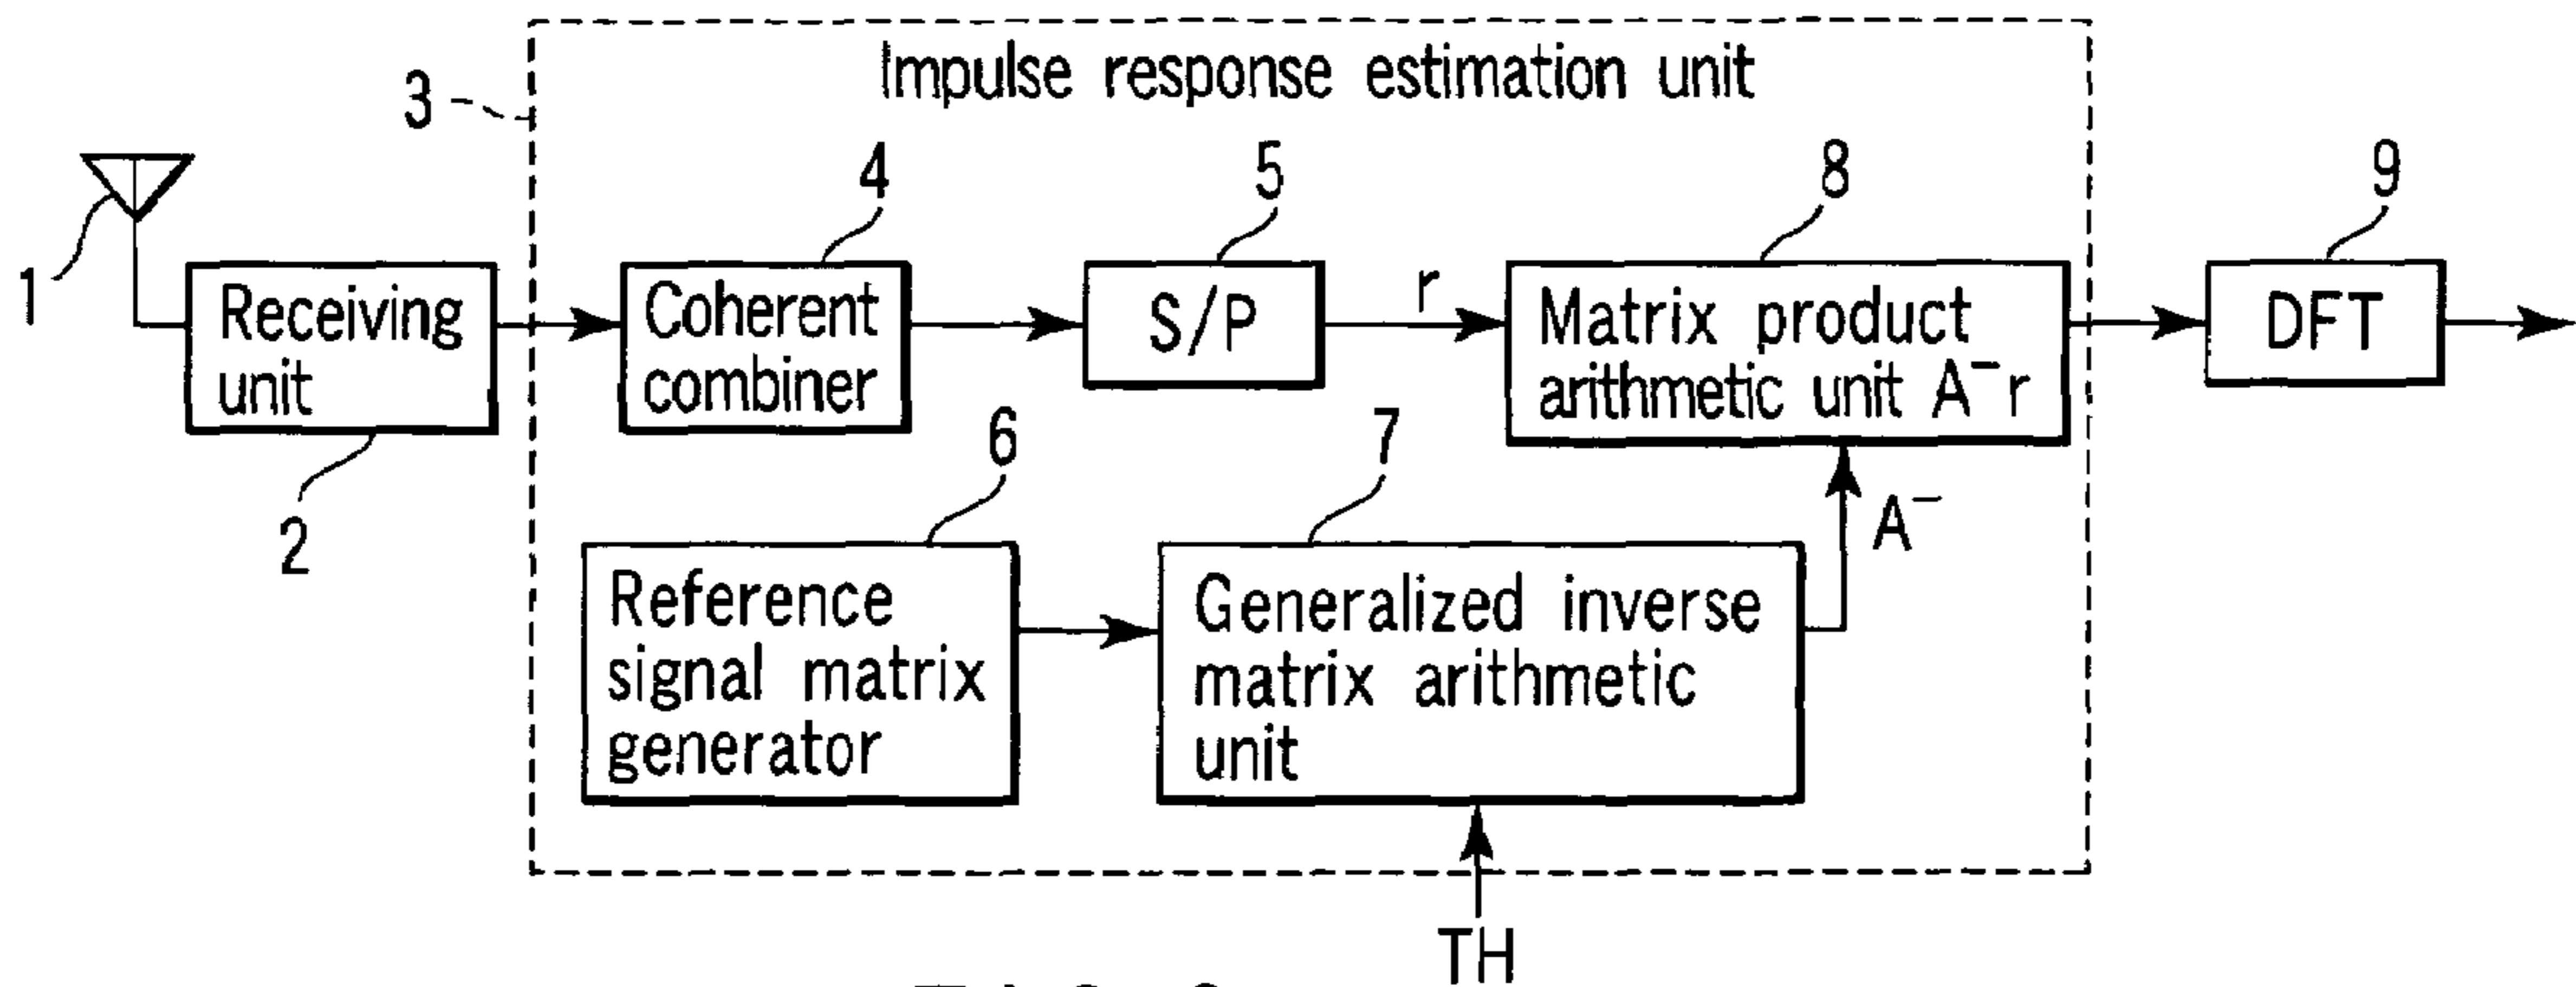 Impulse response estimation unit
3
4
5
8
9
1
Receiving
unit
2
Coherent
combiner
S/P
r
Matrix product
arithmetic unit A⁻r
DFT
6
7
A⁻
Reference
signal matrix
generator
Generalized inverse
matrix arithmetic
unit
TH